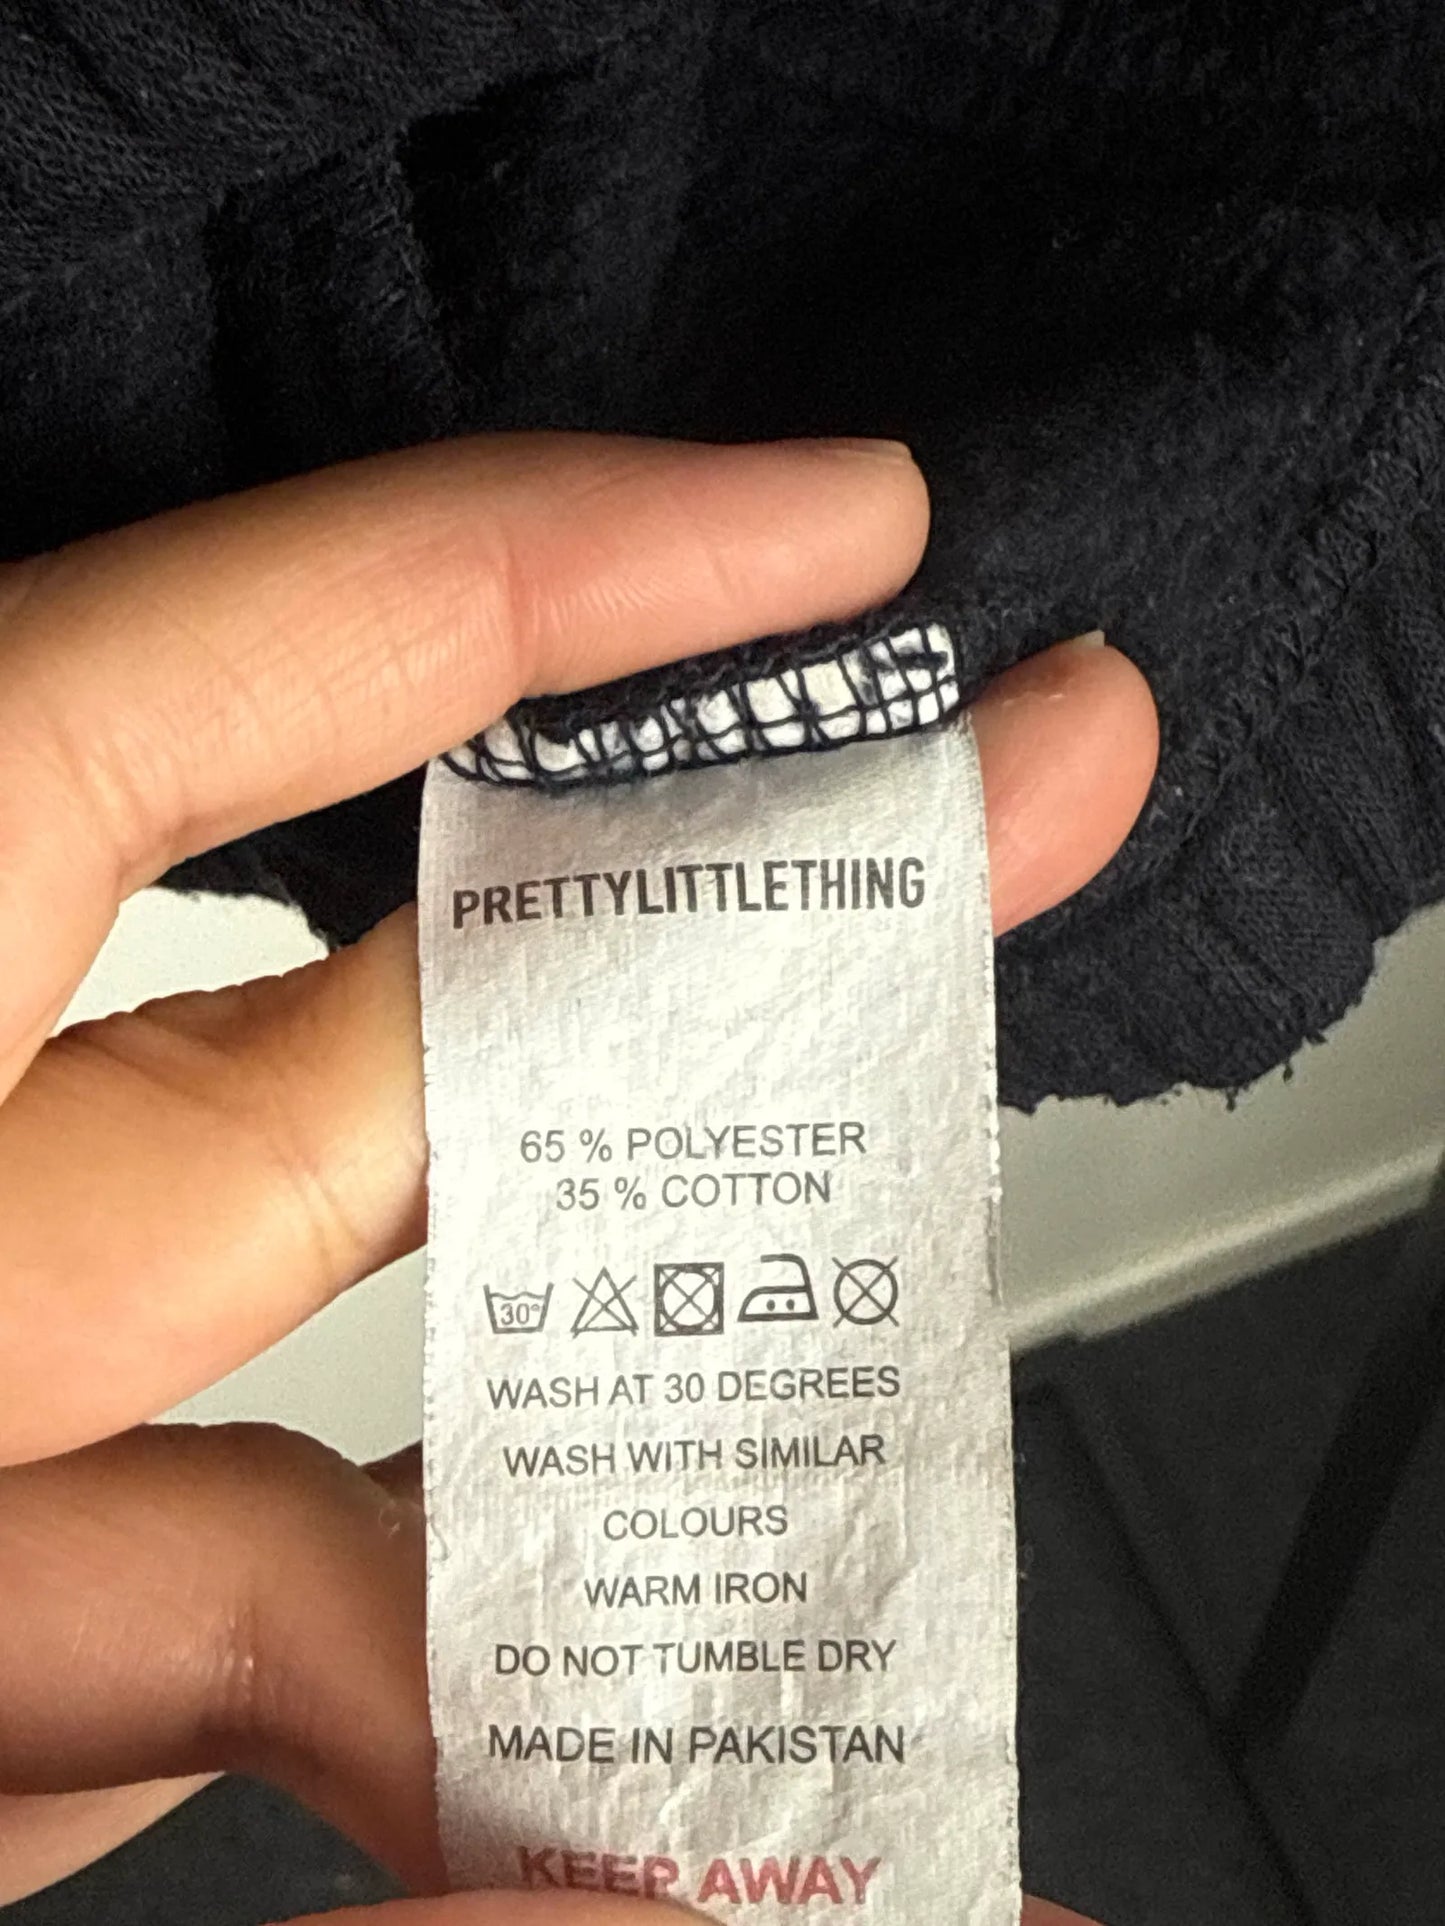 PRETTYLITTLETHING
65 % POLYESTER
35 % COTTON
30°
WASH AT 30 DEGREES
WASH WITH SIMILAR
COLOURS
WARM IRON
DO NOT TUMBLE DRY
MADE IN PAKISTAN
KEEP AWAY